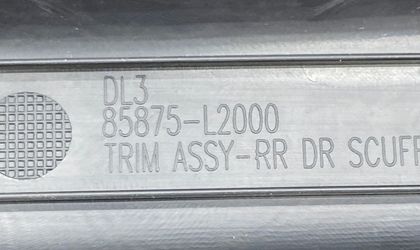 DL3
85875-L2000
TRIM ASSY-RR DR SCUFF